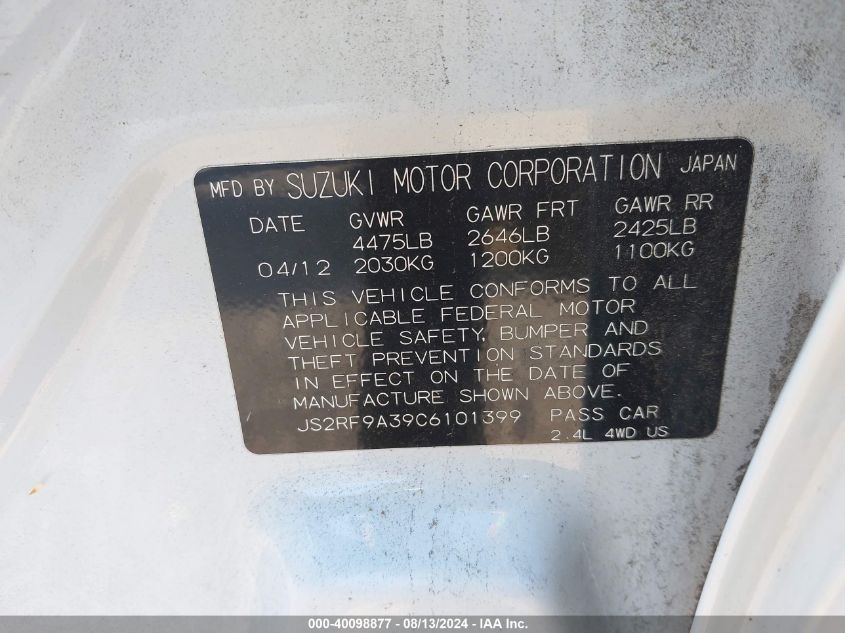 MFD BY SUZUKI MOTOR CORPORATION JAPAN
DATE GVWR GAWR FRT GAWR RR
4475LB 2646LB 2425LB
04/12 2030KG 1200KG 1100KG
THIS VEHICLE CONFORMS TO ALL
APPLICABLE FEDERAL MOTOR
VEHICLE SAFETY, BUMPER AND
THEFT PREVENTION STANDARDS
IN EFFECT ON THE DATE OF
MANUFACTURE SHOWN ABOVE.
JS2RF9A39C6101399 PASS CAR
2.4L 4WD US
000-40098877 - 08/13/2024 - IAA Inc.